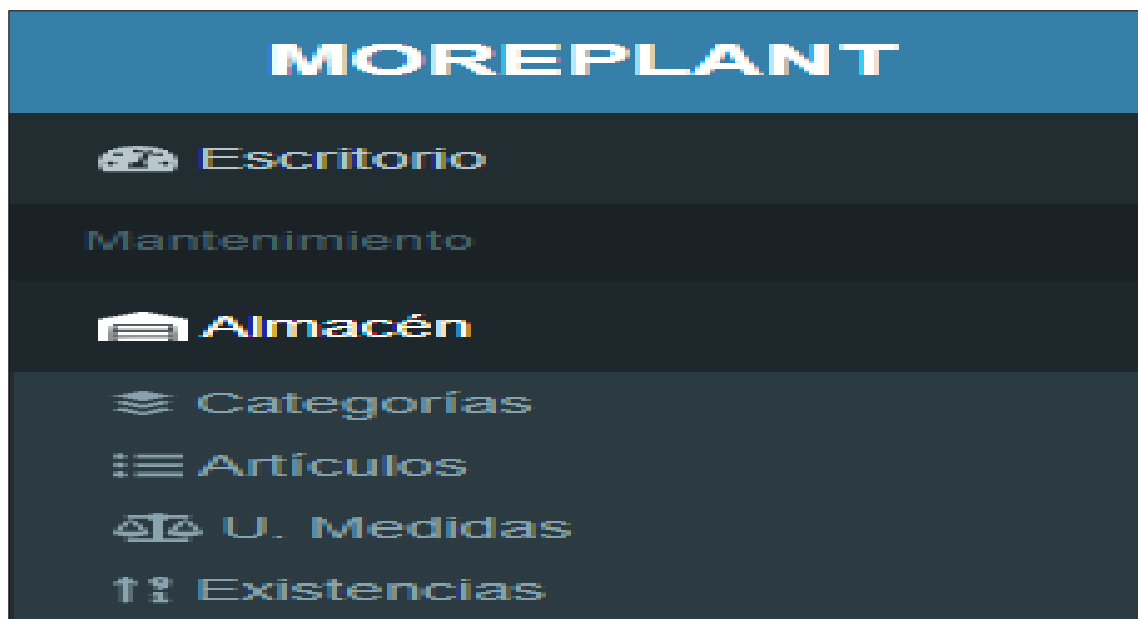 MOREPLANT
Escritorio
Mantenimiento
Almacén
Categorías
Artículos
U. Medidas
Existencias